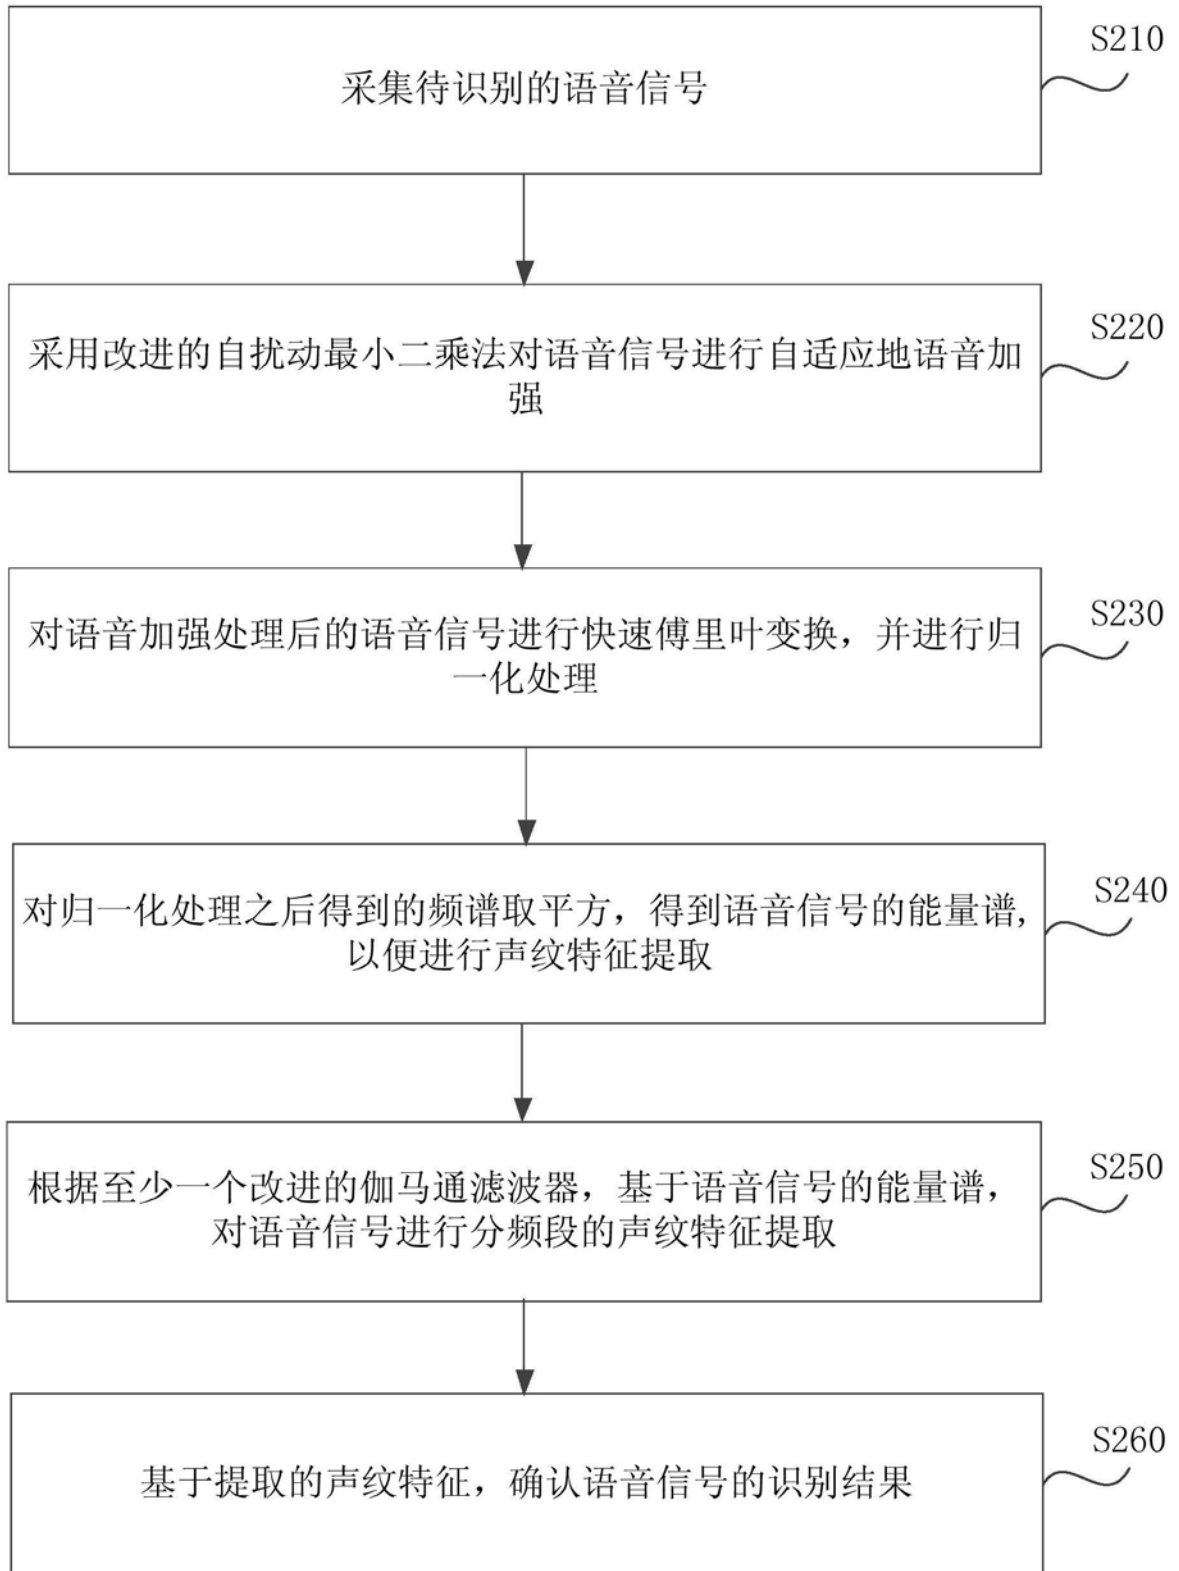 S210
采集待识别的语音信号
S220
采用改进的自扰动最小二乘法对语音信号进行自适应地语音加
强
S230
对语音加强处理后的语音信号进行快速傅里叶变换，并进行归
一化处理
S240
对归一化处理之后得到的频谱取平方，得到语音信号的能量谱,
以便进行声纹特征提取
S250
根据至少一个改进的伽马通滤波器，基于语音信号的能量谱，
对语音信号进行分频段的声纹特征提取
S260
基于提取的声纹特征，确认语音信号的识别结果